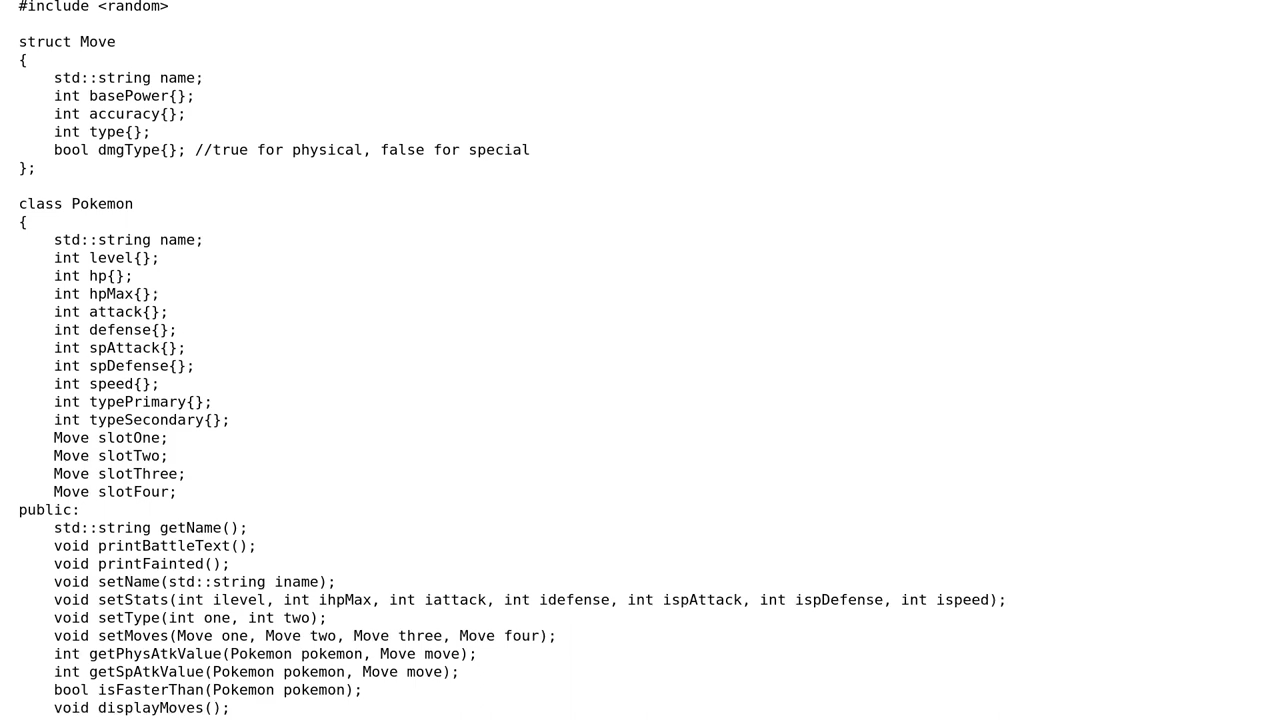 #include <random>
struct Move
{
    std::string name;
    int basePower{};
    int accuracy{};
    int type{};
    bool dmgType{}; //true for physical, false for special
};
class Pokemon
{
    std::string name;
    int level{};
    int hp{};
    int hpMax{};
    int attack{};
    int defense{};
    int spAttack{};
    int spDefense{};
    int speed{};
    int typePrimary{};
    int typeSecondary{};
    Move slotOne;
    Move slotTwo;
    Move slotThree;
    Move slotFour;
public:
    std::string getName();
    void printBattleText();
    void printFainted();
    void setName(std::string iname);
    void setStats(int ilevel, int ihpMax, int iattack, int idefense, int ispAttack, int ispDefense, int ispeed);
    void setType(int one, int two);
    void setMoves(Move one, Move two, Move three, Move four);
    int getPhysAtkValue(Pokemon pokemon, Move move);
    int getSpAtkValue(Pokemon pokemon, Move move);
    bool isFasterThan(Pokemon pokemon);
    void displayMoves();